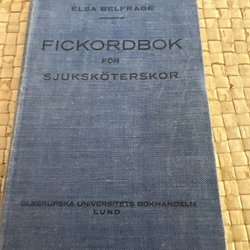 ELSA BELFRAGE
FICKORDBOK
FÖR
SJUKSKÖTERSKOR
GLEERUPSKA UNIVERSITETS BOKHANDELN
LUND